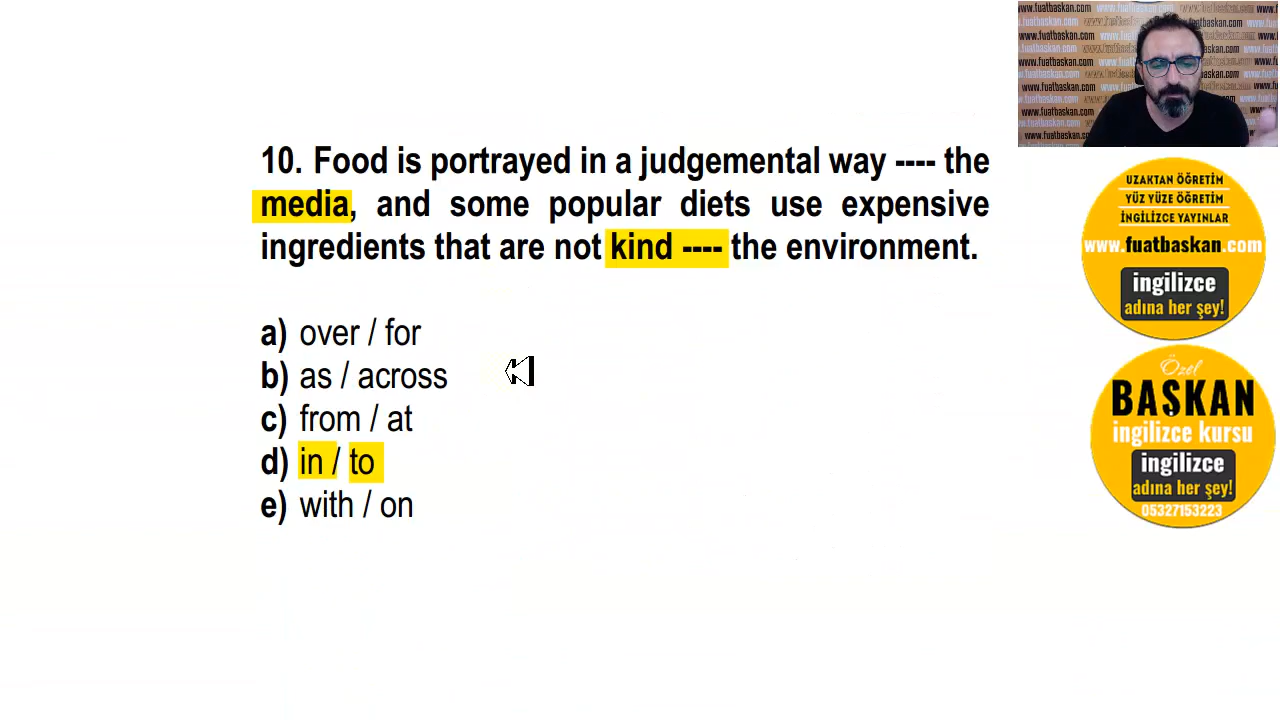 10. Food is portrayed in a judgemental way ---- the
media, and some popular diets use expensive
ingredients that are not kind ---- the environment.
a) over / for
b) as / across
c) from / at
d) in / to
e) with / on
www.fuatbaskan.com
UZAKTAN ÖĞRETİM
YÜZ YÜZE ÖĞRETİM
İNGİLİZCE YAYINLAR
www.fuatbaskan.com
ingilizce
adına her şey!
Özel
BAŞKAN
ingilizce kursu
ingilizce
adına her şey!
05327153223